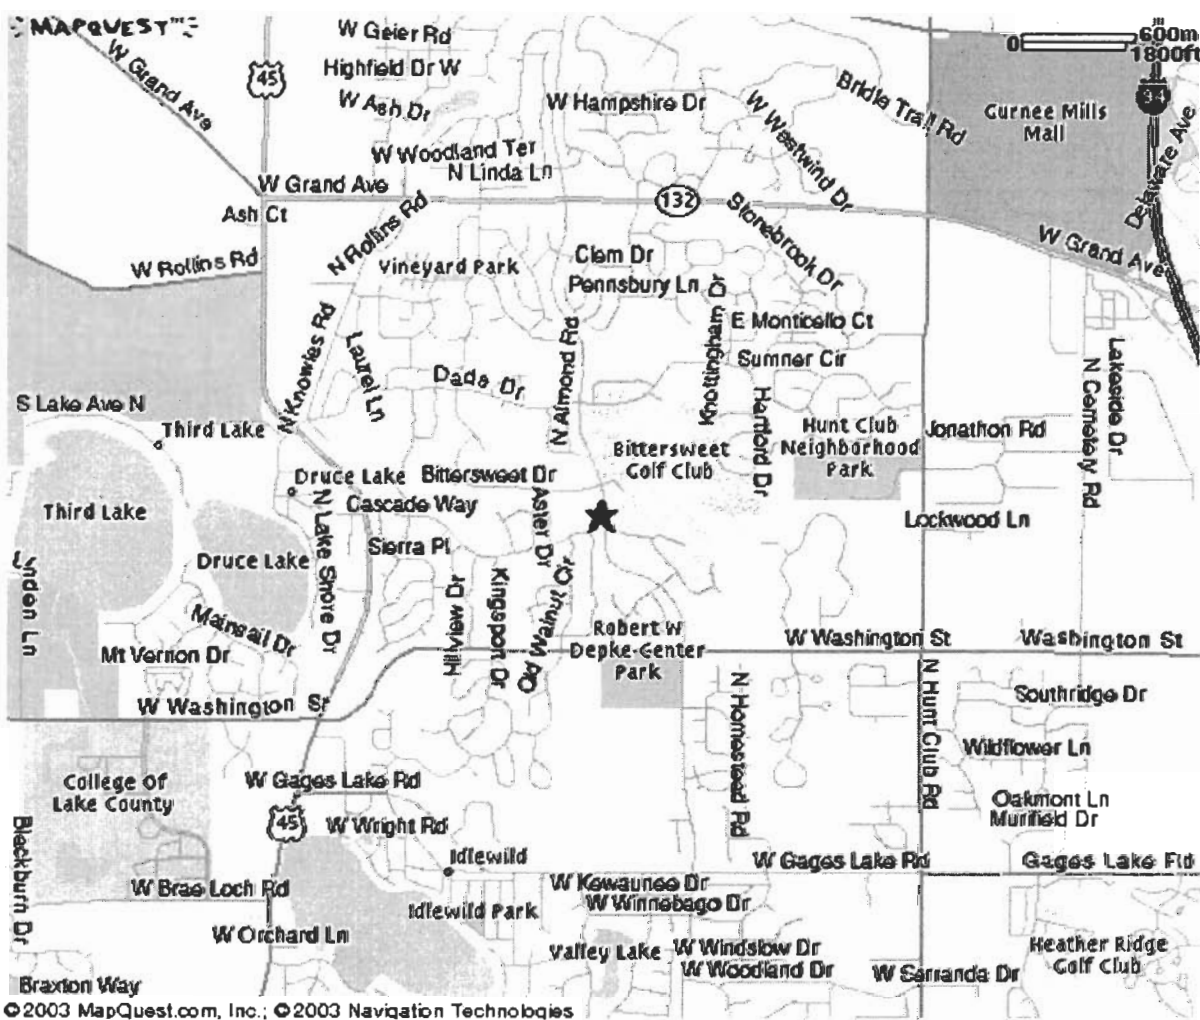 MAPQUEST™
W Geier Rd
600m
0
1800ft
W Grand Ave
45
Highfield Dr W
Bridle Trail Rd
94
W Ash Dr
W Hampshire Dr
W Westwind Dr
Gurnee Mills
Mall
Delaware Ave
W Woodland Ter
N Linda Ln
W Grand Ave
132
Ash Ct
N Rollins Rd
Stonebrook Dr
W Grand Ave
W Rollins Rd
Vineyard Park
Clem Dr
Pennsbury Ln
Knottingham Dr
E Monticello Ct
N Knowles Rd
Laurel Ln
N Almond Rd
Sumner Cir
Lakeside Dr
N Cemetery Rd
Dada Dr
Hartford Dr
S Lake Ave N
Third Lake
Bittersweet
Golf Club
Hunt Club
Neighborhood
Park
Jonathon Rd
Druce Lake
Bittersweet Dr
Cascade Way
Aster Dr
Third Lake
N Lake Shore Dr
Lockwood Ln
Sierra Pl
Druce Lake
Linden Ln
Hillview Dr
Kingsport Dr
Old Walnut Cir
Mainsail Dr
Mt Vernon Dr
Robert W
Depke-Center
Park
W Washington St
Washington St
W Washington St
N Homestead Rd
N Hunt Club Rd
Southridge Dr
Wildflower Ln
College Of
Lake County
W Gages Lake Rd
Oakmont Ln
Muirfield Dr
45
W Wright Rd
Blackburn Dr
Idlewild
W Gages Lake Rd
Gages Lake Rd
W Brae Loch Rd
W Kewaunee Dr
W Winnebago Dr
Idlewild Park
W Orchard Ln
Valley Lake
W Windslow Dr
W Woodland Dr
Heather Ridge
Golf Club
W Serranda Dr
Braxton Way
©2003 MapQuest.com, Inc.; ©2003 Navigation Technologies